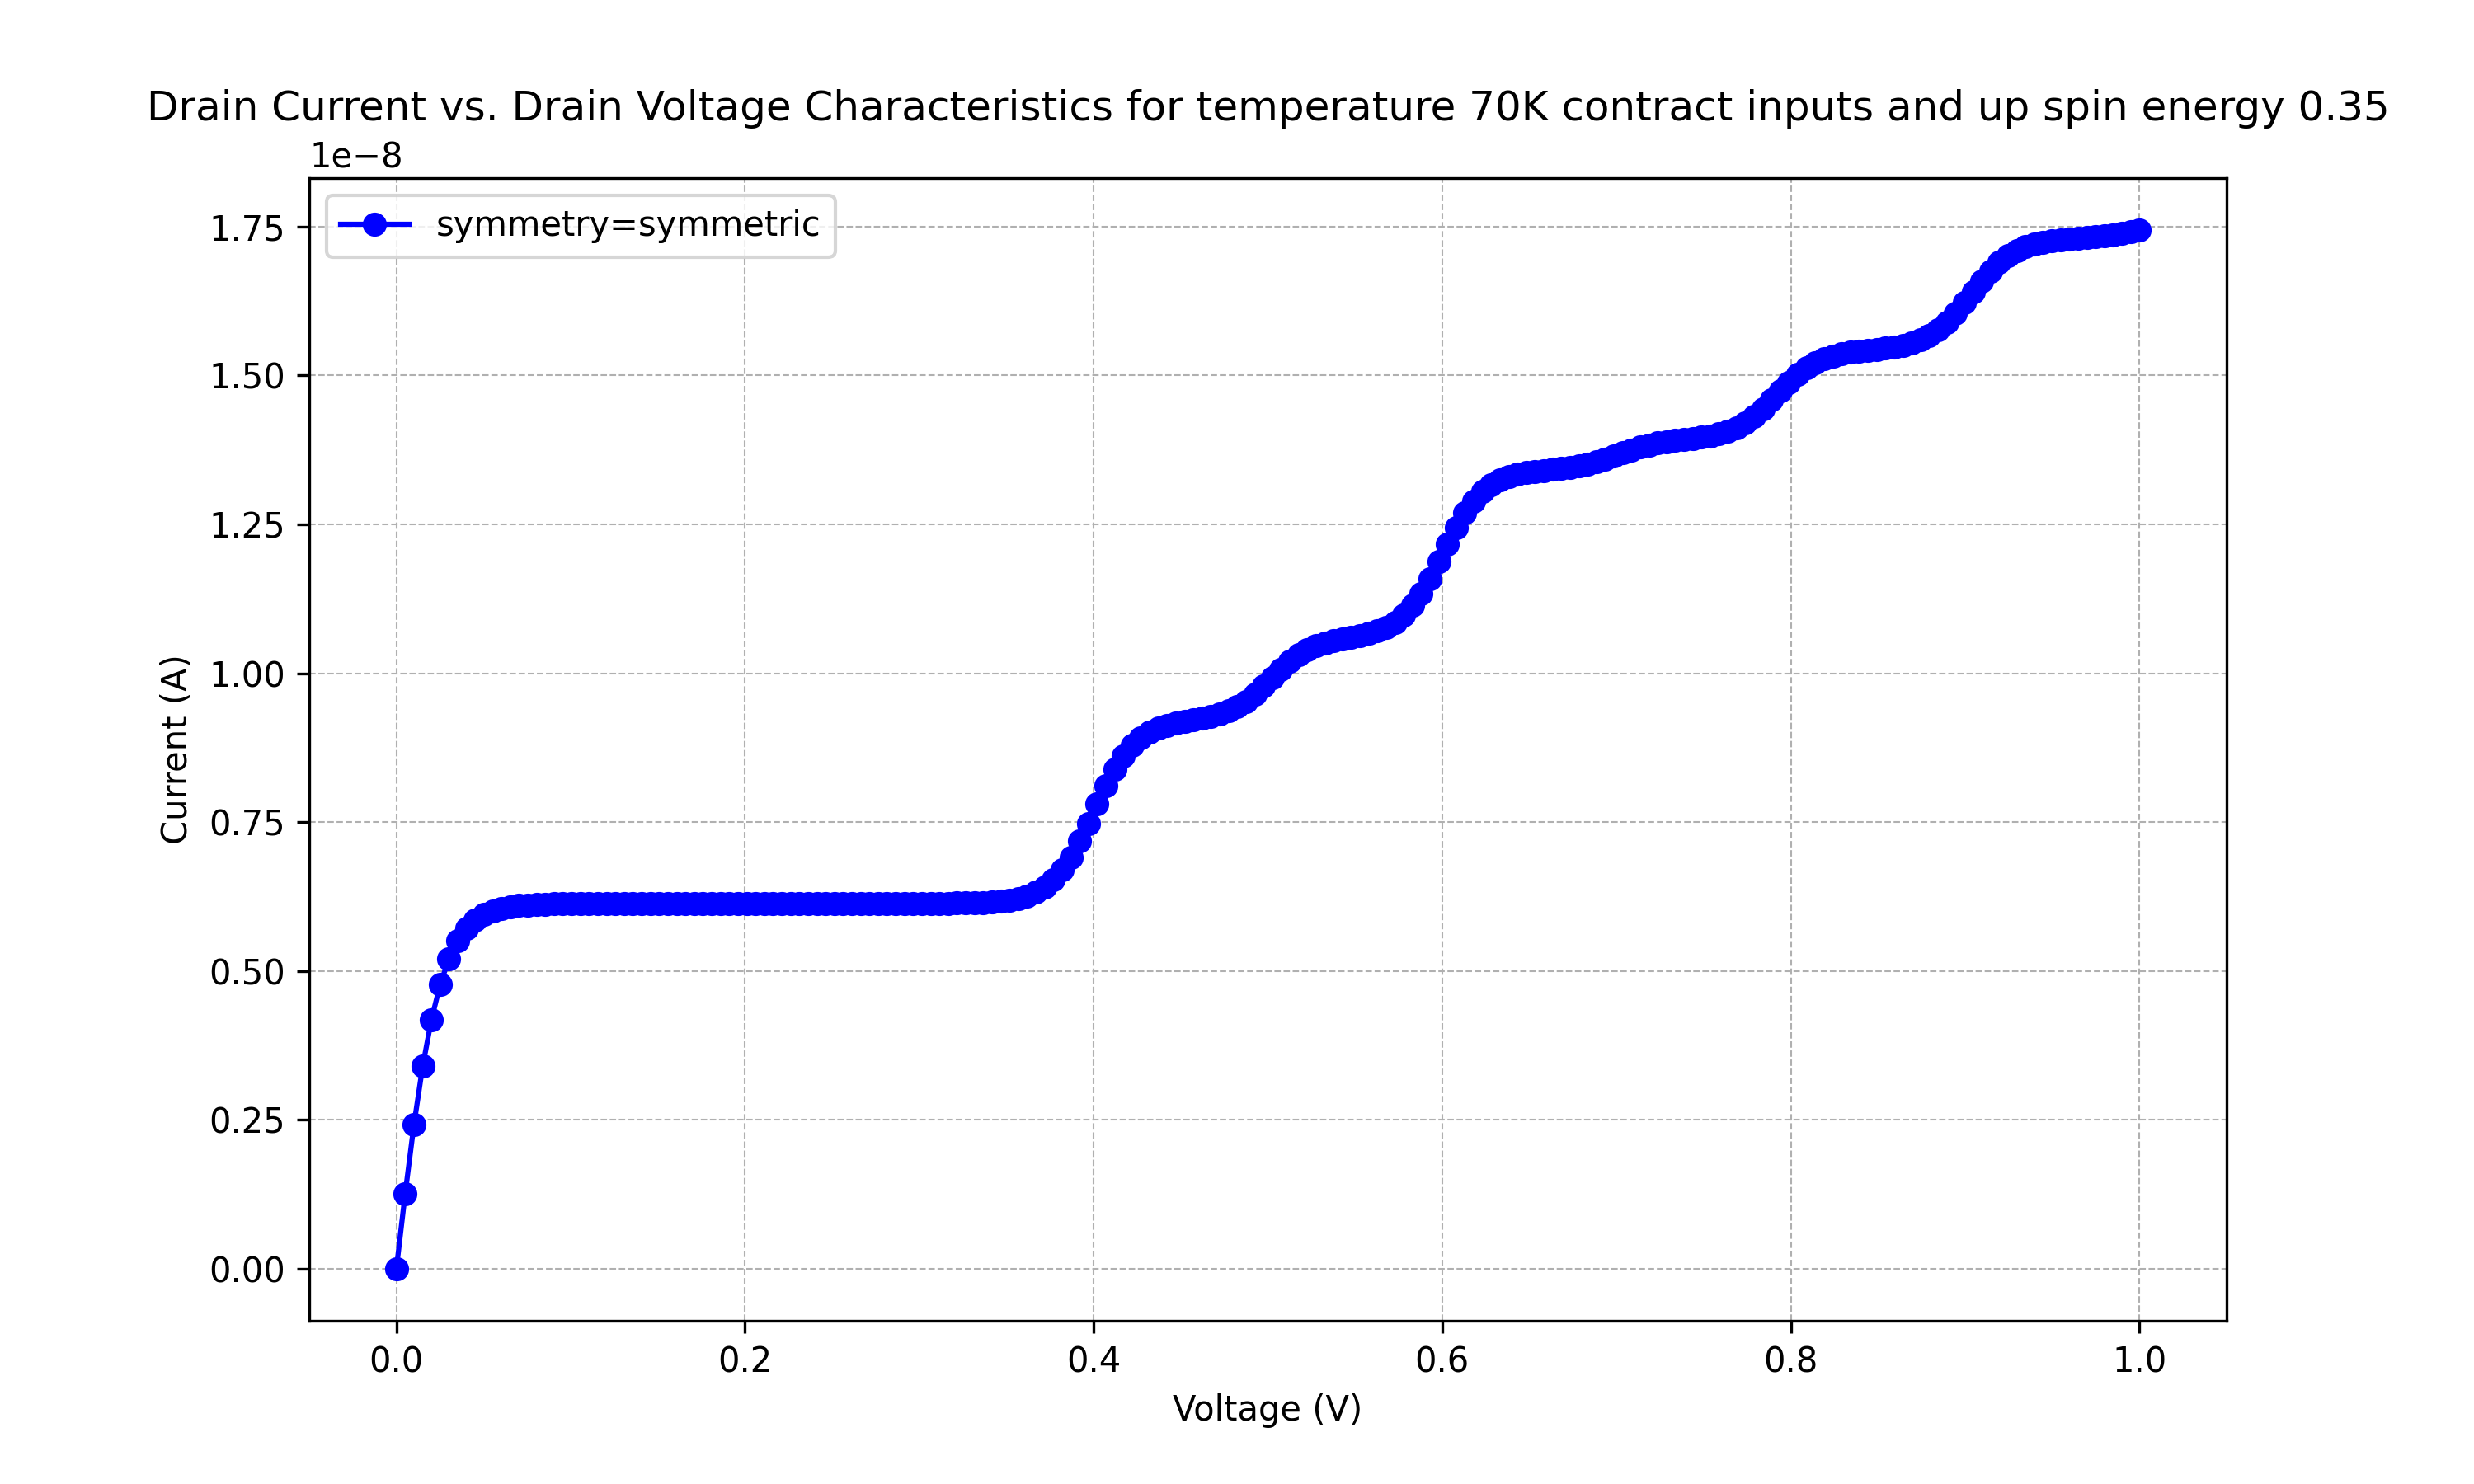 Drain Current vs. Drain Voltage Characteristics for temperature 70K contract inputs and up spin energy 0.35
1e−8
symmetry=symmetric
1.75
1.50
1.25
1.00
0.75
0.50
0.25
0.00
Current (A)
0.0 0.2 0.4 0.6 0.8 1.0
Voltage (V)